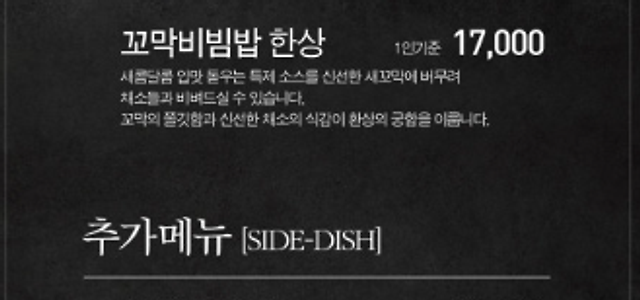 꼬막비빔밥 한상 1인기준 17,000
새콤달콤 입맛 돋우는 특제 소스를 신선한 새꼬막에 버무려
채소들과 비벼드실 수 있습니다.
꼬막의 쫄깃함과 신선한 채소의 식감이 환상의 궁합을 이룹니다.
추가메뉴 [SIDE-DISH]